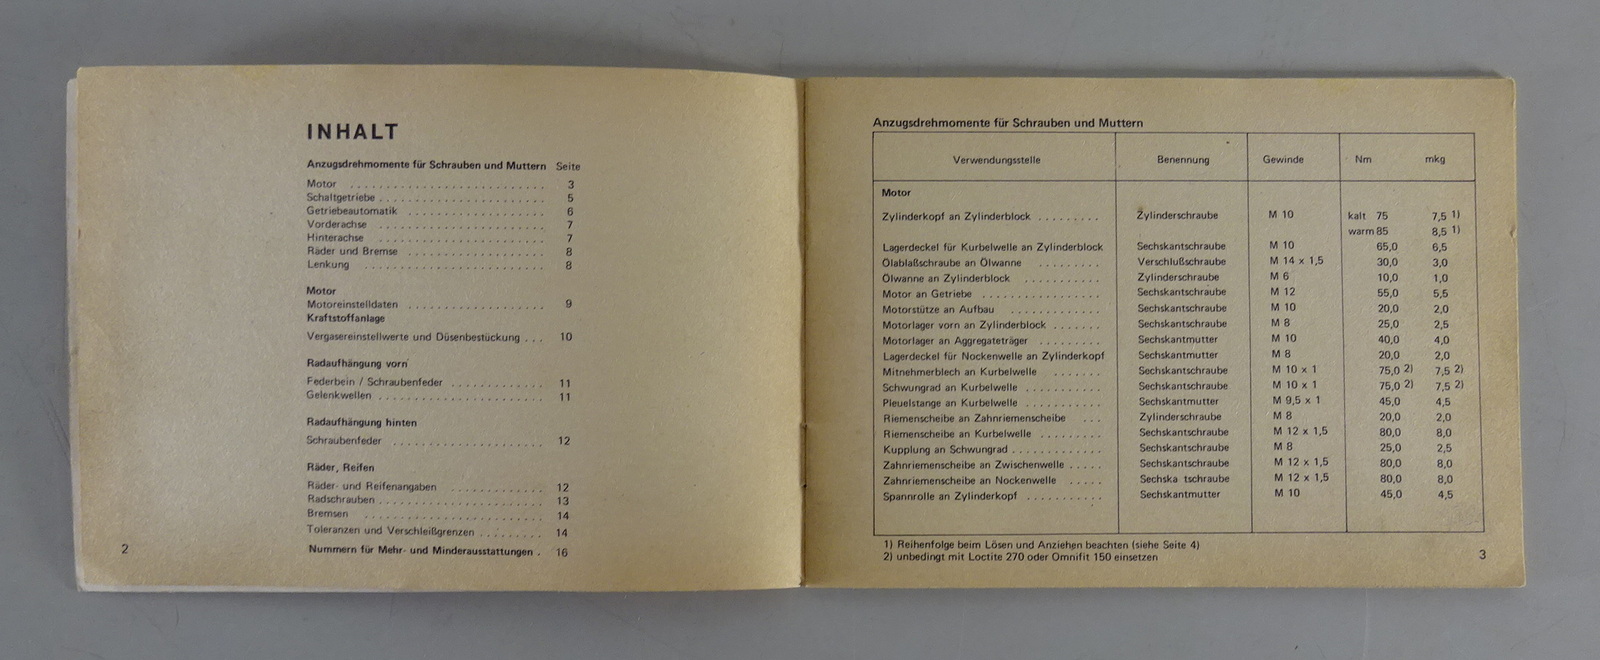 INHALT
Anzugsdrehmomente für Schrauben und Muttern Seite
Motor . . . . . . . . . . . . . . . . . . . . . . . . . . 3
Schaltgetriebe . . . . . . . . . . . . . . . . . . . . . . 5
Getriebeautomatik . . . . . . . . . . . . . . . . . . . 6
Vorderachse . . . . . . . . . . . . . . . . . . . . . . 7
Hinterachse . . . . . . . . . . . . . . . . . . . . . . 7
Räder und Bremse . . . . . . . . . . . . . . . . . . . 8
Lenkung . . . . . . . . . . . . . . . . . . . . . . . . 8
Motor
Motoreinstelldaten . . . . . . . . . . . . . . . . . . . 9
Kraftstoffanlage
Vergasereinstellwerte und Düsenbestückung . . . 10
Radaufhängung vorn
Federbein / Schraubenfeder . . . . . . . . . . . . . 11
Gelenkwellen . . . . . . . . . . . . . . . . . . . . . . 11
Radaufhängung hinten
Schraubenfeder . . . . . . . . . . . . . . . . . . . . . 12
Räder, Reifen
Räder- und Reifenangaben . . . . . . . . . . . . . 12
Radschrauben . . . . . . . . . . . . . . . . . . . . . . 13
Bremsen . . . . . . . . . . . . . . . . . . . . . . . . 14
Toleranzen und Verschleißgrenzen . . . . . . . . . 14
Nummern für Mehr- und Minderausstattungen . 16
2
Anzugsdrehmomente für Schrauben und Muttern
Verwendungsstelle Benennung Gewinde Nm mkg
Motor
Zylinderkopf an Zylinderblock . . . . . . . . . Zylinderschraube M 10 kalt 75 7,5 1)
warm 85 8,5 1)
Lagerdeckel für Kurbelwelle an Zylinderblock Sechskantschraube M 10 65,0 6,5
Ölablaßschraube an Ölwanne . . . . . . . . . Verschlußschraube M 14 x 1,5 30,0 3,0
Ölwanne an Zylinderblock . . . . . . . . . . . Zylinderschraube M 6 10,0 1,0
Motor an Getriebe . . . . . . . . . . . . . . . . . Sechskantschraube M 12 55,0 5,5
Motorstütze an Aufbau . . . . . . . . . . . . . Sechskantschraube M 10 20,0 2,0
Motorlager vorn an Zylinderblock . . . . . . . Sechskantschraube M 8 25,0 2,5
Motorlager an Aggregateträger . . . . . . . . . Sechskantmutter M 10 40,0 4,0
Lagerdeckel für Nockenwelle an Zylinderkopf Sechskantmutter M 8 20,0 2,0
Mitnehmerblech an Kurbelwelle . . . . . . . Sechskantschraube M 10 x 1 75,0 2) 7,5 2)
Schwungrad an Kurbelwelle . . . . . . . . . . . Sechskantschraube M 10 x 1 75,0 2) 7,5 2)
Pleuelstange an Kurbelwelle . . . . . . . . . . . Sechskantmutter M 9,5 x 1 45,0 4,5
Riemenscheibe an Zahnriemenscheibe . . . Zylinderschraube M 8 20,0 2,0
Riemenscheibe an Kurbelwelle . . . . . . . . . Sechskantschraube M 12 x 1,5 80,0 8,0
Kupplung an Schwungrad . . . . . . . . . . . . . Sechskantschraube M 8 25,0 2,5
Zahnriemenscheibe an Zwischenwelle . . . . . Sechskantschraube M 12 x 1,5 80,0 8,0
Zahnriemenscheibe an Nockenwelle . . . . . Sechska tschraube M 12 x 1,5 80,0 8,0
Spannrolle an Zylinderkopf . . . . . . . . . . . Sechskantmutter M 10 45,0 4,5
1) Reihenfolge beim Lösen und Anziehen beachten (siehe Seite 4)
2) unbedingt mit Loctite 270 oder Omnifit 150 einsetzen
3